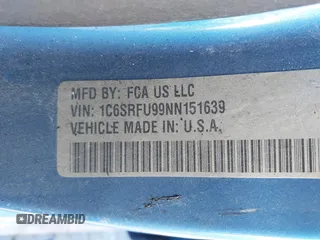 MFD BY: FCA US LLC
VIN: 1C6SRFU99NN151639
VEHICLE MADE IN: U.S.A.
DREAMBID